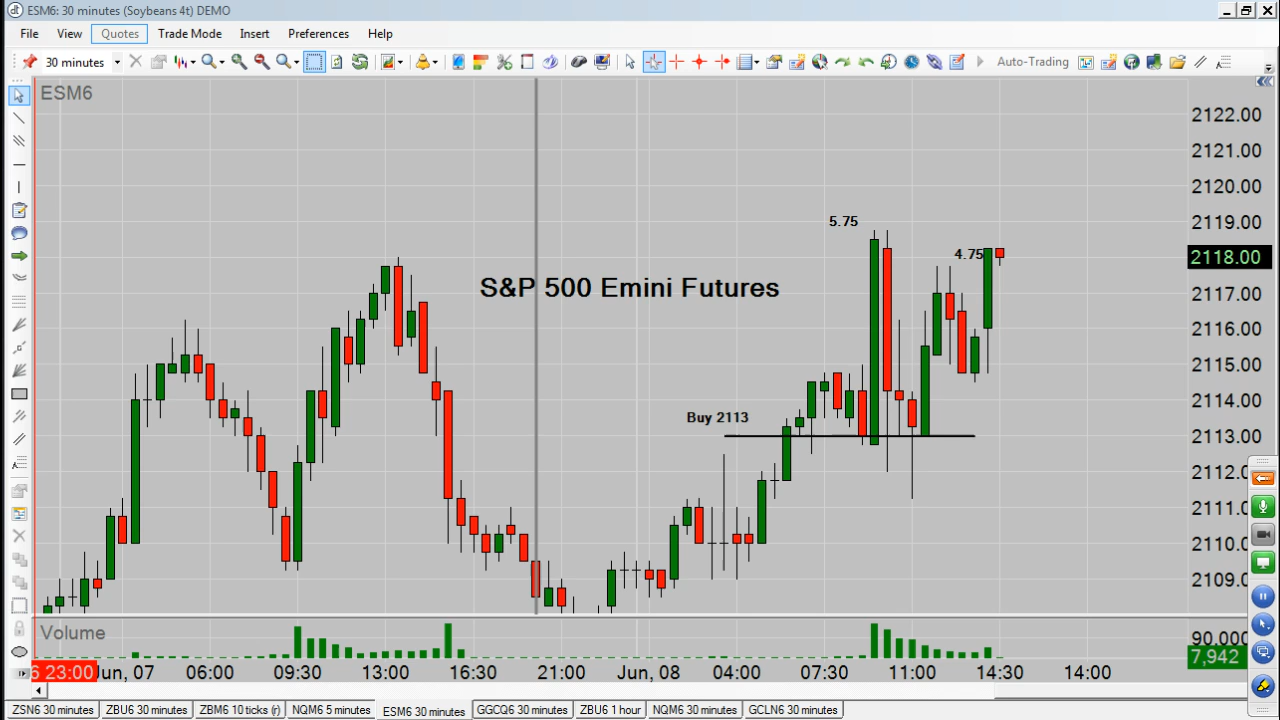 ESM6: 30 minutes (Soybeans 4t) DEMO
File View Quotes Trade Mode Insert Preferences Help
30 minutes Auto-Trading
ESM6
2122.00
2121.00
2120.00
5.75 2119.00
4.75 2118.00
S&P 500 Emini Futures 2117.00
2116.00
2115.00
2114.00
Buy 2113
2113.00
2112.00
2110.00
2109.0
Volume
90,000
7,942
6 23:00 Jun, 07 06:00 09:30 13:00 16:30 21:00 Jun, 08 04:00 07:30 11:00 14:30 14:00
ZSN6 30 minutes ZBU6 30 minutes ZBM6 10 ticks (r) NQM6 5 minutes ESM6 30 minutes GGCQ6 30 minutes ZBU6 1 hour NQM6 30 minutes GCLN6 30 minutes